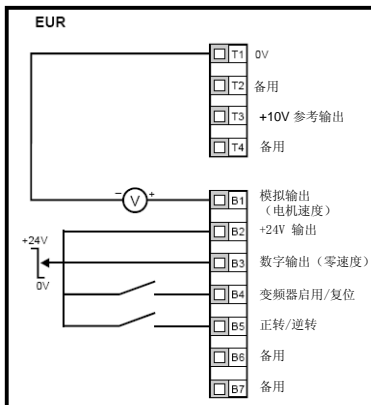 EUR
T1 0V
T2 备用
T3 +10V 参考输出
T4 备用
− V +
B1 模拟输出
（电机速度）
B2 +24V 输出
+24V
B3 数字输出（零速度）
0V
B4 变频器启用/复位
B5 正转/逆转
B6 备用
B7 备用